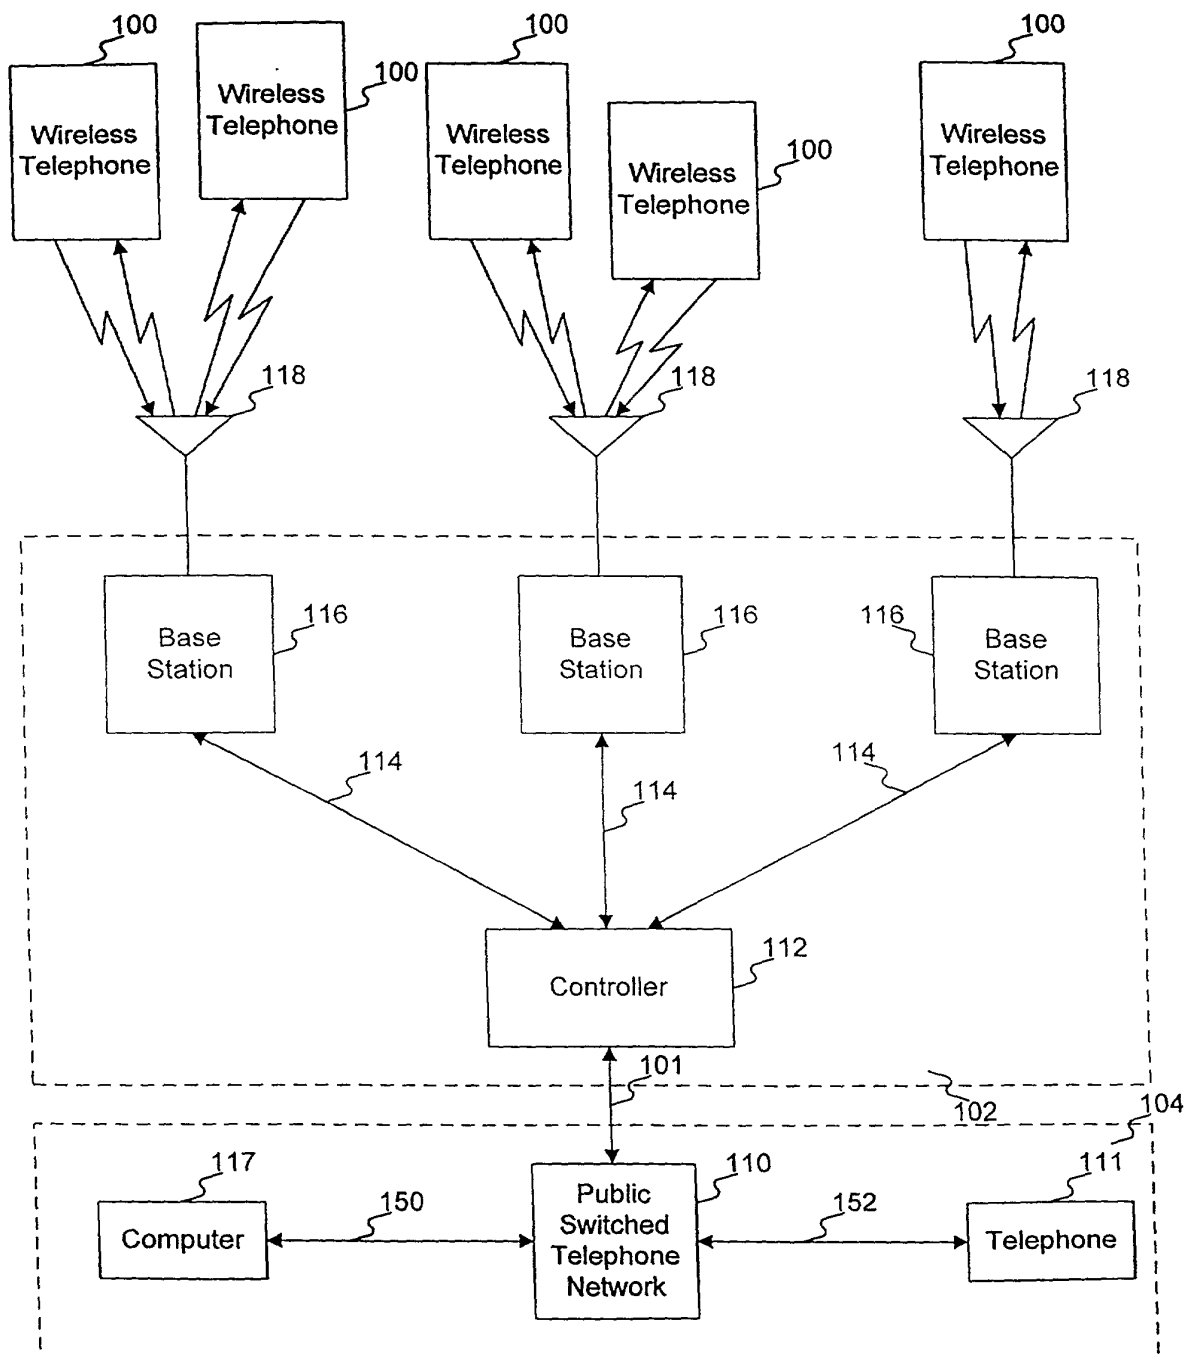 100
100
100
100
100
Wireless
Telephone
Wireless
Telephone
Wireless
Telephone
Wireless
Telephone
Wireless
Telephone
118
118
118
Base
Station
116
Base
Station
116
116
Base
Station
114
114
114
Controller
112
101
102
104
117
110
111
Computer
150
Public
Switched
Telephone
Network
152
Telephone